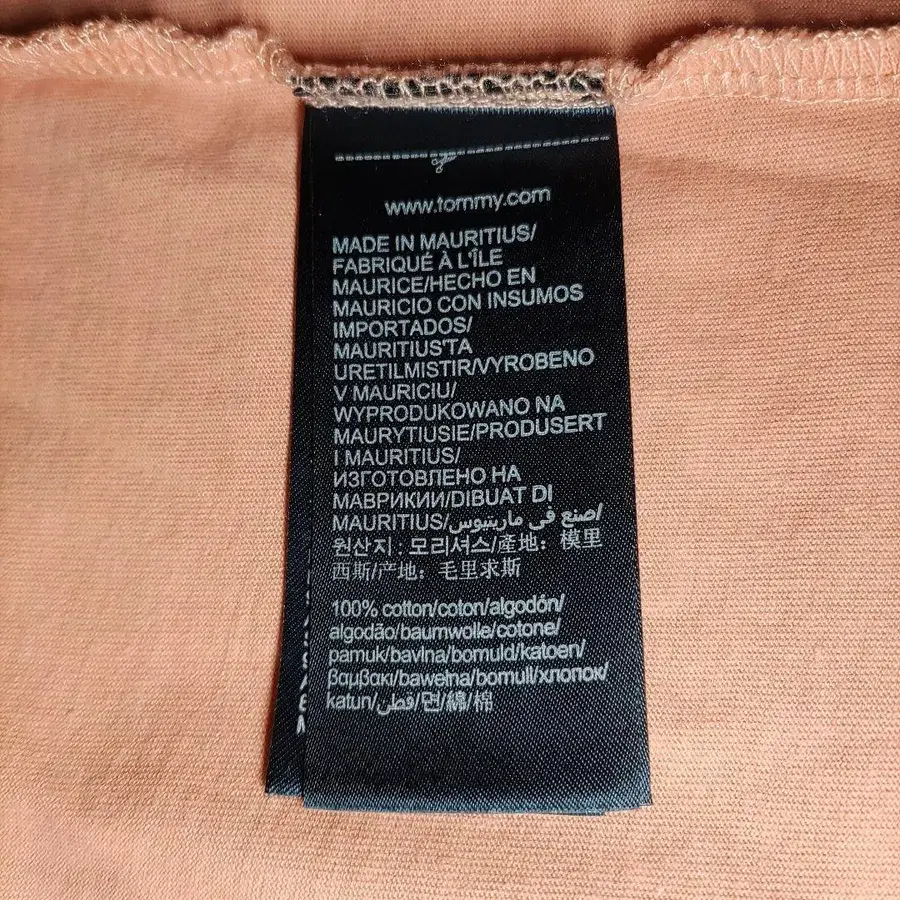 www.tommy.com
MADE IN MAURITIUS/
FABRIQUÉ À L'ÎLE
MAURICE/HECHO EN
MAURICIO CON INSUMOS
IMPORTADOS/
MAURITIUS'TA
URETILMISTIR/VYROBENO
V MAURICIU/
WYPRODUKOWANO NA
MAURYTIUSIE/PRODUSERT
I MAURITIUS/
ИЗГОТОВЛЕНО НА
МАВРИКИИ/DIBUAT DI
MAURITIUS/صنع في ماريتيوس/
원산지 : 모리셔스/產地：模里
西斯/产地：毛里求斯
100% cotton/coton/algodón/
algodão/baumwolle/cotone/
pamuk/bavlna/bomuld/katoen/
βαμβακι/bawełna/bomull/хлопок/
katun/قطن/면/綿/棉